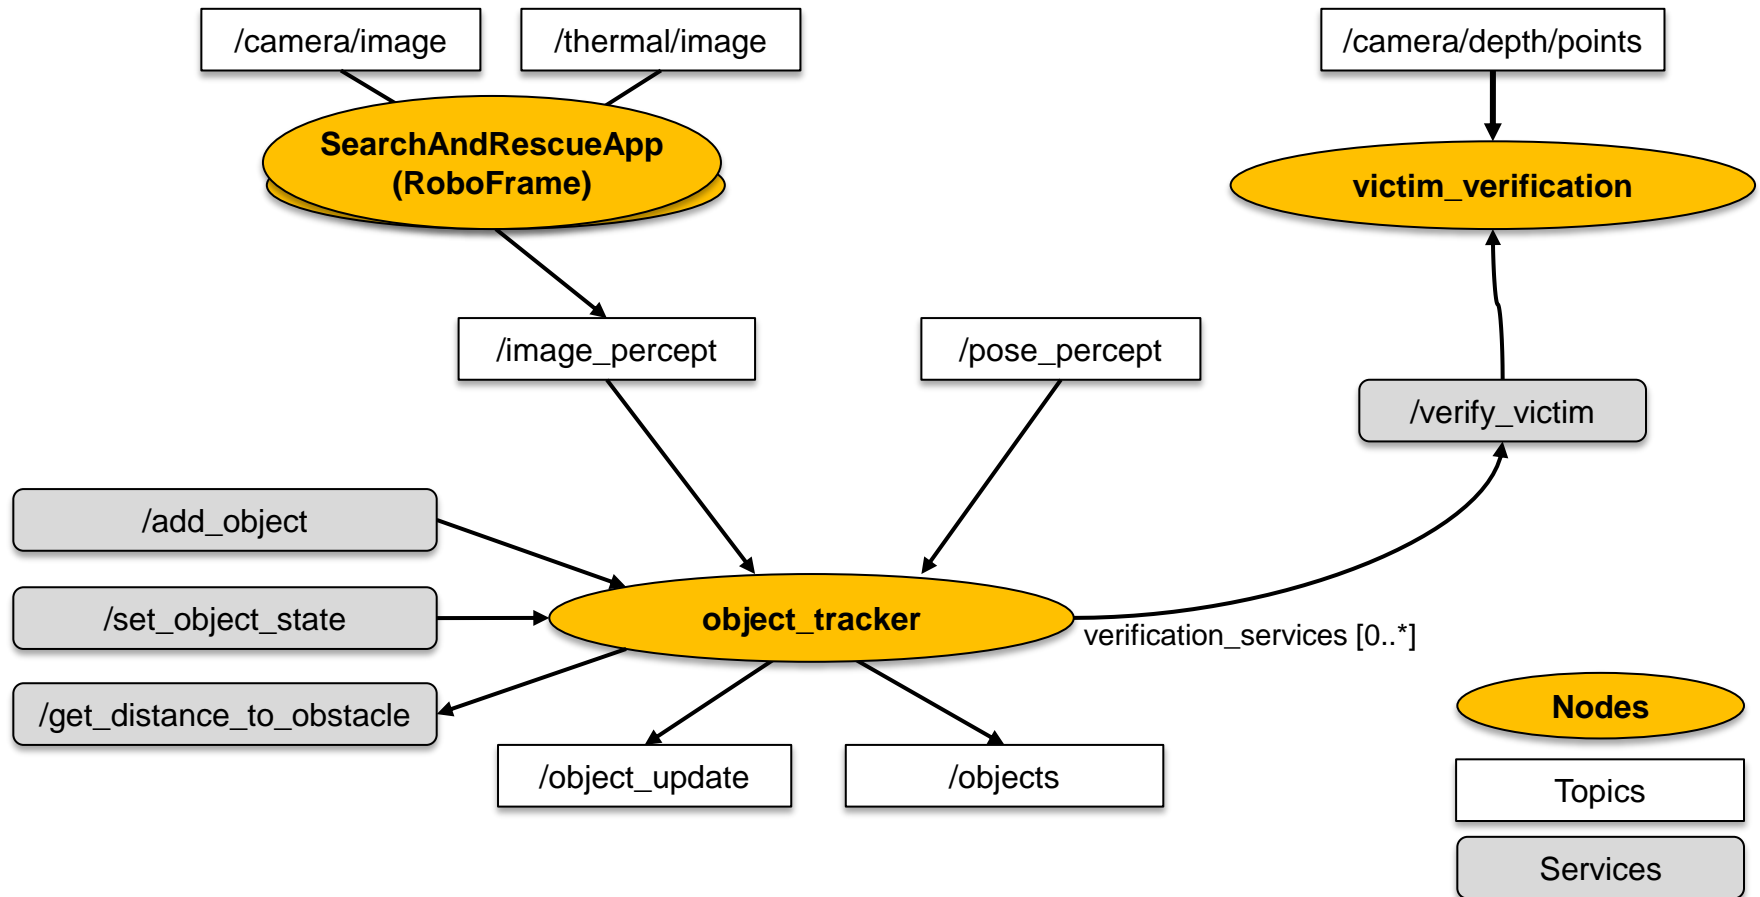 /camera/image
/thermal/image
/camera/depth/points
SearchAndRescueApp
(RoboFrame)
victim_verification
/image_percept
/pose_percept
/verify_victim
/add_object
/set_object_state
object_tracker
verification_services [0..*]
/get_distance_to_obstacle
/object_update
/objects
Nodes
Topics
Services